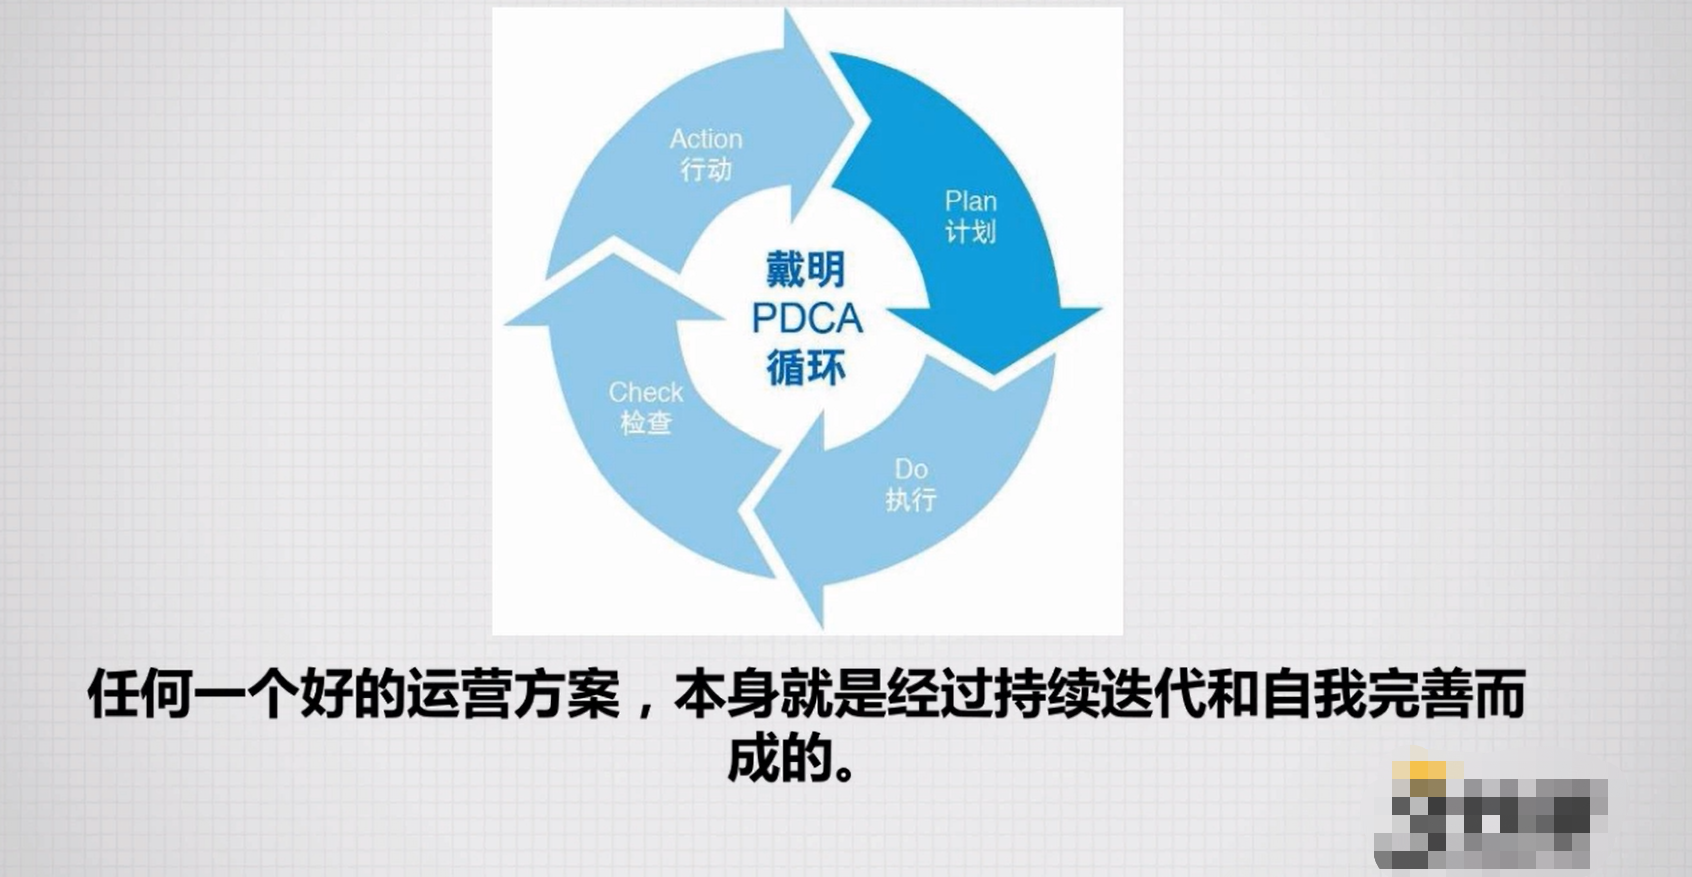 Action
行动
Plan
计划
戴明
PDCA
循环
Check
检查
Do
执行
任何一个好的运营方案，本身就是经过持续迭代和自我完善而
成的。